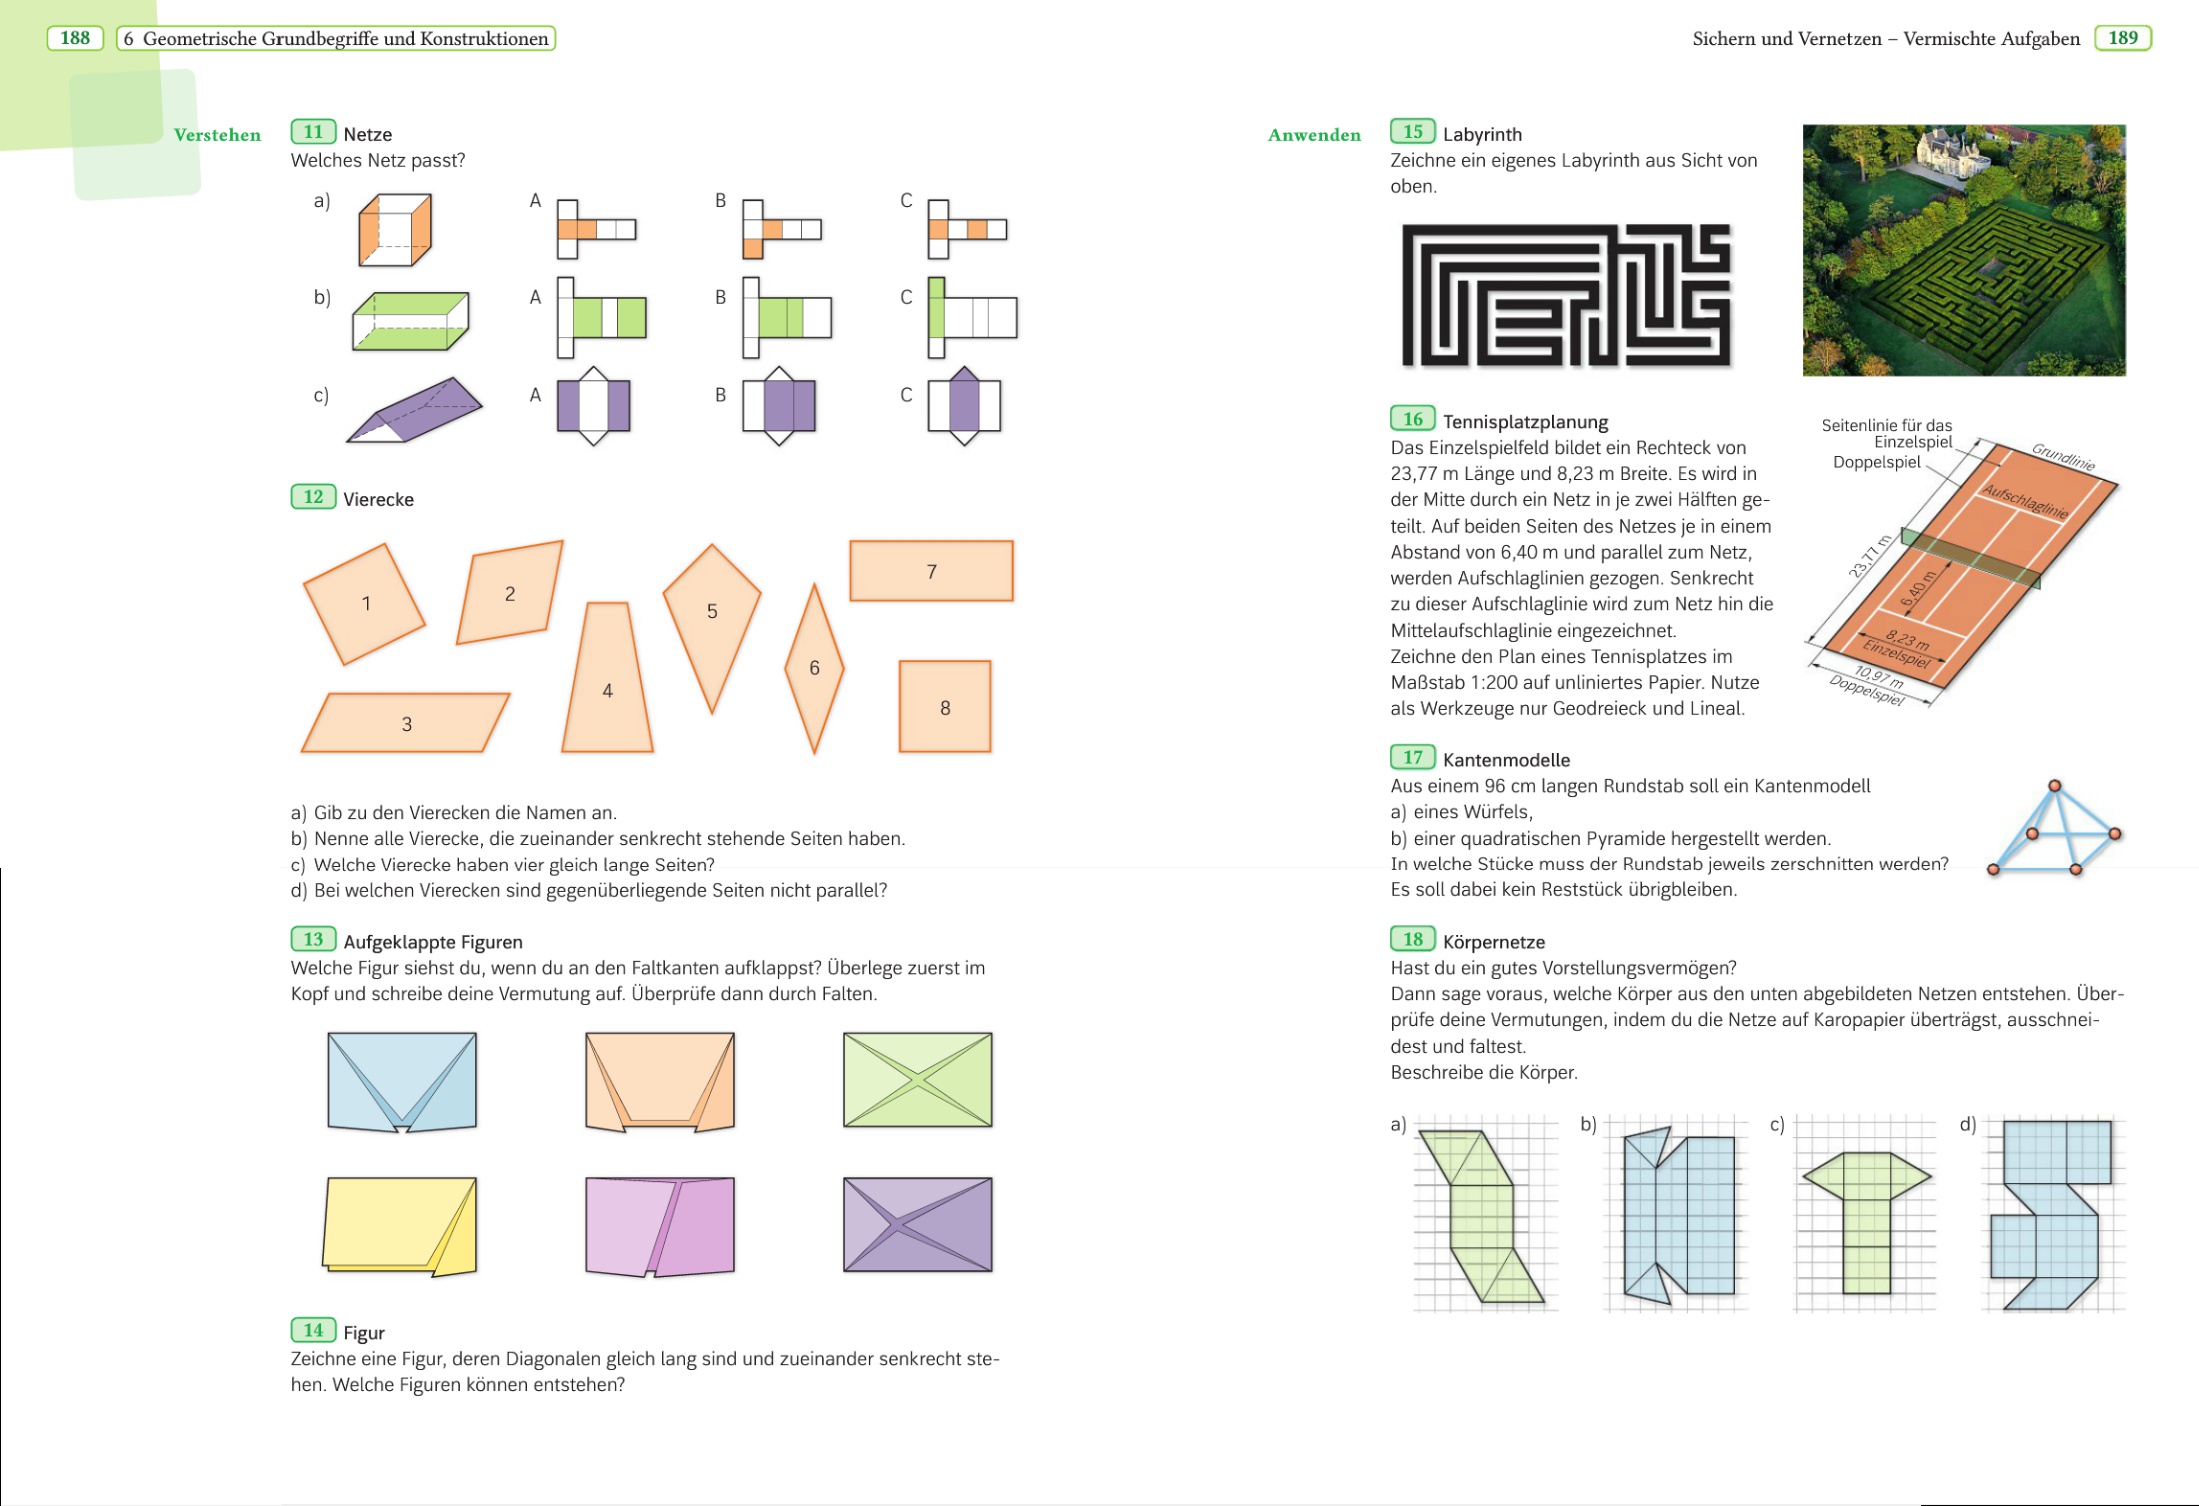 188 6 Geometrische Grundbegriffe und Konstruktionen
Verstehen
11 Netze
Welches Netz passt?
a) A B C
b) A B C
c) A B C
12 Vierecke
1
2
3
4
5
6
7
8
a) Gib zu den Vierecken die Namen an.
b) Nenne alle Vierecke, die zueinander senkrecht stehende Seiten haben.
c) Welche Vierecke haben vier gleich lange Seiten?
d) Bei welchen Vierecken sind gegenüberliegende Seiten nicht parallel?
13 Aufgeklappte Figuren
Welche Figur siehst du, wenn du an den Faltkanten aufklappst? Überlege zuerst im
Kopf und schreibe deine Vermutung auf. Überprüfe dann durch Falten.
14 Figur
Zeichne eine Figur, deren Diagonalen gleich lang sind und zueinander senkrecht ste-
hen. Welche Figuren können entstehen?
Sichern und Vernetzen – Vermischte Aufgaben 189
Anwenden
15 Labyrinth
Zeichne ein eigenes Labyrinth aus Sicht von
oben.
16 Tennisplatzplanung
Das Einzelspielfeld bildet ein Rechteck von
23,77 m Länge und 8,23 m Breite. Es wird in
der Mitte durch ein Netz in je zwei Hälften ge-
teilt. Auf beiden Seiten des Netzes je in einem
Abstand von 6,40 m und parallel zum Netz,
werden Aufschlaglinien gezogen. Senkrecht
zu dieser Aufschlaglinie wird zum Netz hin die
Mittelaufschlaglinie eingezeichnet.
Zeichne den Plan eines Tennisplatzes im
Maßstab 1:200 auf unliniertes Papier. Nutze
als Werkzeuge nur Geodreieck und Lineal.
Seitenlinie für das
Einzelspiel
Doppelspiel
Grundlinie
Aufschlaglinie
23,77 m
6,40 m
8,23 m
Einzelspiel
10,97 m
Doppelspiel
17 Kantenmodelle
Aus einem 96 cm langen Rundstab soll ein Kantenmodell
a) eines Würfels,
b) einer quadratischen Pyramide hergestellt werden.
In welche Stücke muss der Rundstab jeweils zerschnitten werden?
Es soll dabei kein Reststück übrigbleiben.
18 Körpernetze
Hast du ein gutes Vorstellungsvermögen?
Dann sage voraus, welche Körper aus den unten abgebildeten Netzen entstehen. Über-
prüfe deine Vermutungen, indem du die Netze auf Karopapier überträgst, ausschnei-
dest und faltest.
Beschreibe die Körper.
a) b) c) d)